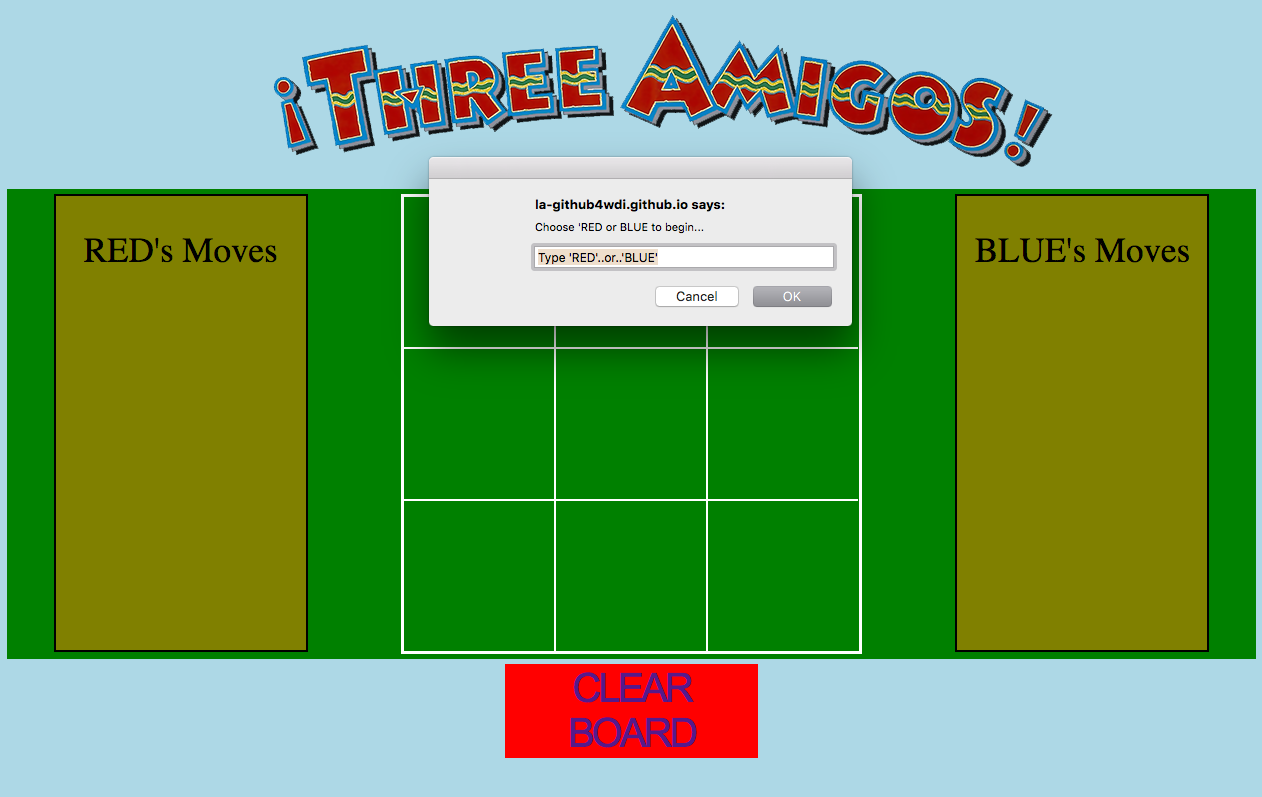 ¡THREE AMIGOS!
la-github4wdi.github.io says:
Choose 'RED or BLUE to begin...
Type 'RED'..or..'BLUE'
Cancel
OK
RED's Moves
BLUE's Moves
CLEAR
BOARD